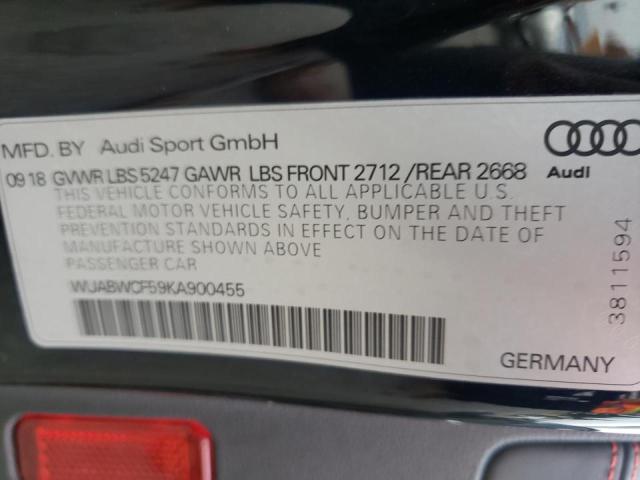 MFD. BY Audi Sport GmbH
09 18 GVWR LBS 5247 GAWR LBS FRONT 2712 / REAR 2668
THIS VEHICLE CONFORMS TO ALL APPLICABLE U.S.
FEDERAL MOTOR VEHICLE SAFETY, BUMPER AND THEFT
PREVENTION STANDARDS IN EFFECT ON THE DATE OF
MANUFACTURE SHOWN ABOVE
PASSENGER CAR
WUABWCF59KA900455
Audi
3811594
GERMANY